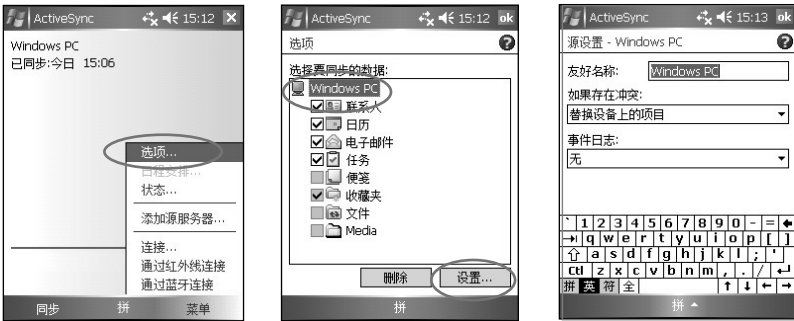 ActiveSync 15:12
Windows PC
已同步:今日 15:06
选项...
日程安排...
状态...
添加源服务器...
连接...
通过红外线连接
通过蓝牙连接
同步 拼 菜单
ActiveSync 15:12 ok
选项
选择要同步的数据:
Windows PC
联系人
日历
电子邮件
任务
便笺
收藏夹
文件
Media
删除 设置...
拼
ActiveSync 15:13 ok
源设置 - Windows PC
友好名称: Windows PC
如果存在冲突:
替换设备上的项目
事件日志:
无
` 1 2 3 4 5 6 7 8 9 0 - =
q w e r t y u i o p [ ]
a s d f g h j k l ; '
Ctl z x c v b n m , . /
拼 英 符 全
拼